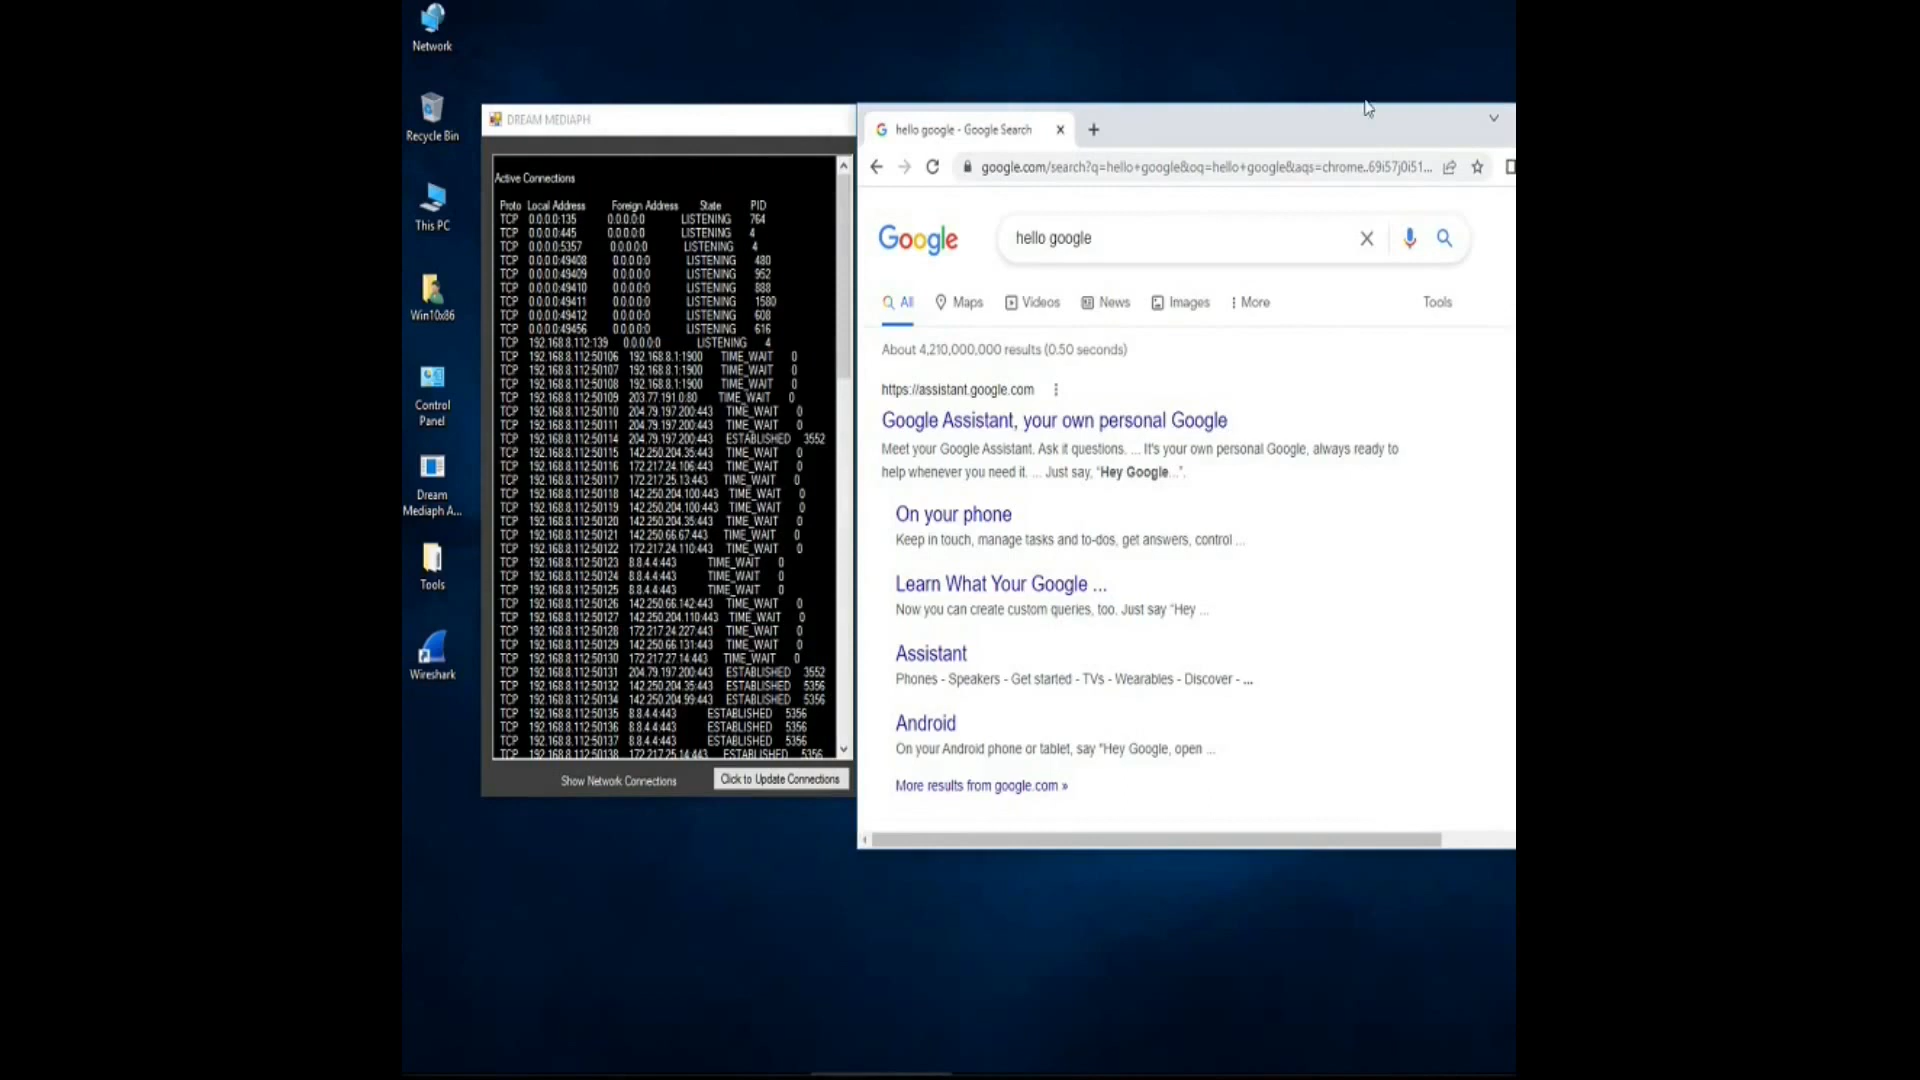 Network
Recycle Bin
This PC
Win10x86
Control
Panel
Dream
Mediaph A...
Tools
Wireshark
DREAM MEDIAPH
Active Connections
Proto Local Address Foreign Address State PID
TCP 0.0.0.0:135 0.0.0.0:0 LISTENING 764
TCP 0.0.0.0:445 0.0.0.0:0 LISTENING 4
TCP 0.0.0.0:5357 0.0.0.0:0 LISTENING 4
TCP 0.0.0.0:49408 0.0.0.0:0 LISTENING 480
TCP 0.0.0.0:49409 0.0.0.0:0 LISTENING 952
TCP 0.0.0.0:49410 0.0.0.0:0 LISTENING 888
TCP 0.0.0.0:49411 0.0.0.0:0 LISTENING 1580
TCP 0.0.0.0:49412 0.0.0.0:0 LISTENING 608
TCP 0.0.0.0:49456 0.0.0.0:0 LISTENING 616
TCP 192.168.8.112:139 0.0.0.0:0 LISTENING 4
TCP 192.168.8.112:50106 192.168.8.1:1900 TIME_WAIT 0
TCP 192.168.8.112:50107 192.168.8.1:1900 TIME_WAIT 0
TCP 192.168.8.112:50108 192.168.8.1:1900 TIME_WAIT 0
TCP 192.168.8.112:50109 203.77.191.0:80 TIME_WAIT 0
TCP 192.168.8.112:50110 204.79.197.200:443 TIME_WAIT 0
TCP 192.168.8.112:50111 204.79.197.200:443 TIME_WAIT 0
TCP 192.168.8.112:50114 204.79.197.200:443 ESTABLISHED 3552
TCP 192.168.8.112:50115 142.250.204.35:443 TIME_WAIT 0
TCP 192.168.8.112:50116 172.217.24.106:443 TIME_WAIT 0
TCP 192.168.8.112:50117 172.217.25.13:443 TIME_WAIT 0
TCP 192.168.8.112:50118 142.250.204.100:443 TIME_WAIT 0
TCP 192.168.8.112:50119 142.250.204.100:443 TIME_WAIT 0
TCP 192.168.8.112:50120 142.250.204.35:443 TIME_WAIT 0
TCP 192.168.8.112:50121 142.250.66.67:443 TIME_WAIT 0
TCP 192.168.8.112:50122 172.217.24.110:443 TIME_WAIT 0
TCP 192.168.8.112:50123 8.8.4.4:443 TIME_WAIT 0
TCP 192.168.8.112:50124 8.8.4.4:443 TIME_WAIT 0
TCP 192.168.8.112:50125 8.8.4.4:443 TIME_WAIT 0
TCP 192.168.8.112:50126 142.250.66.142:443 TIME_WAIT 0
TCP 192.168.8.112:50127 142.250.204.110:443 TIME_WAIT 0
TCP 192.168.8.112:50128 172.217.24.227:443 TIME_WAIT 0
TCP 192.168.8.112:50129 142.250.66.131:443 TIME_WAIT 0
TCP 192.168.8.112:50130 172.217.27.14:443 TIME_WAIT 0
TCP 192.168.8.112:50131 204.79.197.200:443 ESTABLISHED 3552
TCP 192.168.8.112:50132 142.250.204.35:443 ESTABLISHED 5356
TCP 192.168.8.112:50134 142.250.204.99:443 ESTABLISHED 5356
TCP 192.168.8.112:50135 8.8.4.4:443 ESTABLISHED 5356
TCP 192.168.8.112:50136 8.8.4.4:443 ESTABLISHED 5356
TCP 192.168.8.112:50137 8.8.4.4:443 ESTABLISHED 5356
TCP 192.168.8.112:50138 172.217.25.14:443 ESTABLISHED 5356
Show Network Connections Click to Update Connections
hello google - Google Search
google.com/search?q=hello+google&oq=hello+google&aqs=chrome..69i57j0i51...
Google hello google
All Maps Videos News Images More Tools
About 4,210,000,000 results (0.50 seconds)
https://assistant.google.com
Google Assistant, your own personal Google
Meet your Google Assistant. Ask it questions. ... It's your own personal Google, always ready to
help whenever you need it. ... Just say, "Hey Google...".
On your phone
Keep in touch, manage tasks and to-dos, get answers, control ...
Learn What Your Google ...
Now you can create custom queries, too. Just say "Hey ...
Assistant
Phones - Speakers - Get started - TVs - Wearables - Discover - ...
Android
On your Android phone or tablet, say "Hey Google, open ...
More results from google.com »